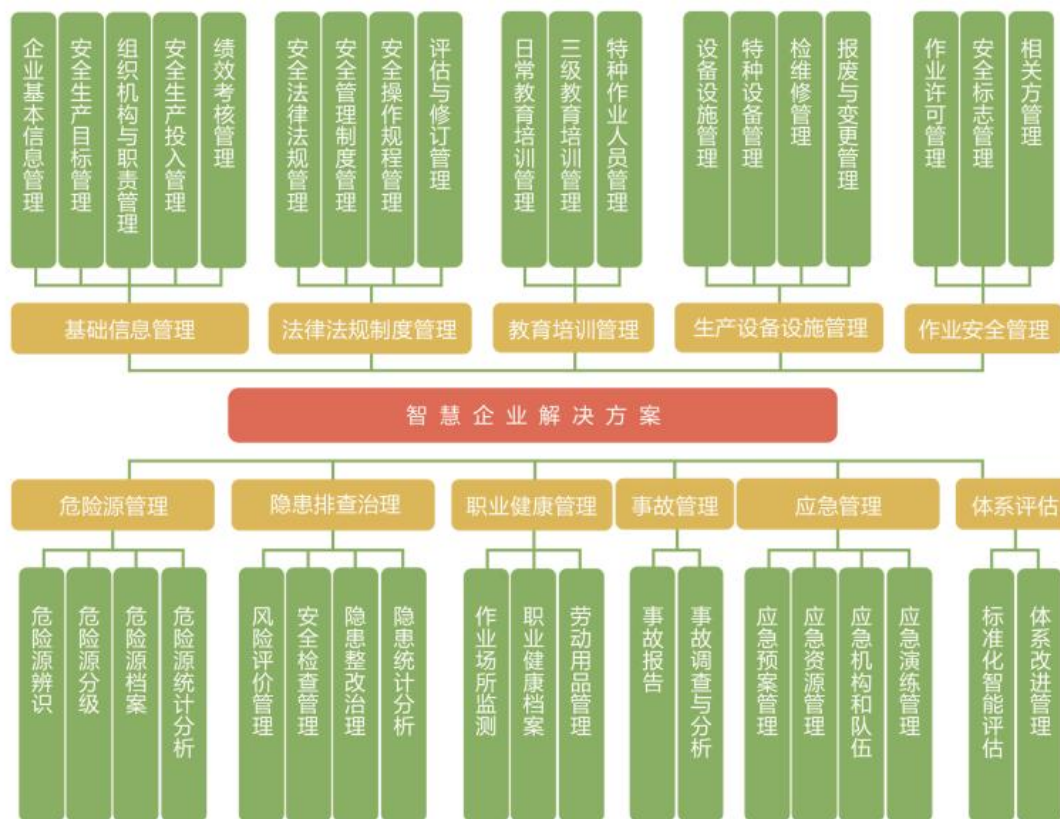 企业基本信息管理
安全生产目标管理
组织机构与职责管理
安全生产投入管理
绩效考核管理
安全法律法规管理
安全管理制度管理
安全操作规程管理
评估与修订管理
日常教育培训管理
三级教育培训管理
特种作业人员管理
设备设施管理
特种设备管理
检维修管理
报废与变更管理
作业许可管理
安全标志管理
相关方管理
基础信息管理
法律法规制度管理
教育培训管理
生产设备设施管理
作业安全管理
智慧企业解决方案
危险源管理
隐患排查治理
职业健康管理
事故管理
应急管理
体系评估
危险源辨识
危险源分级
危险源档案
危险源统计分析
风险评价管理
安全检查管理
隐患整改治理
隐患统计分析
作业场所监测
职业健康档案
劳动用品管理
事故报告
事故调查与分析
应急预案管理
应急资源管理
应急机构和队伍
应急演练管理
标准化智能评估
体系改进管理